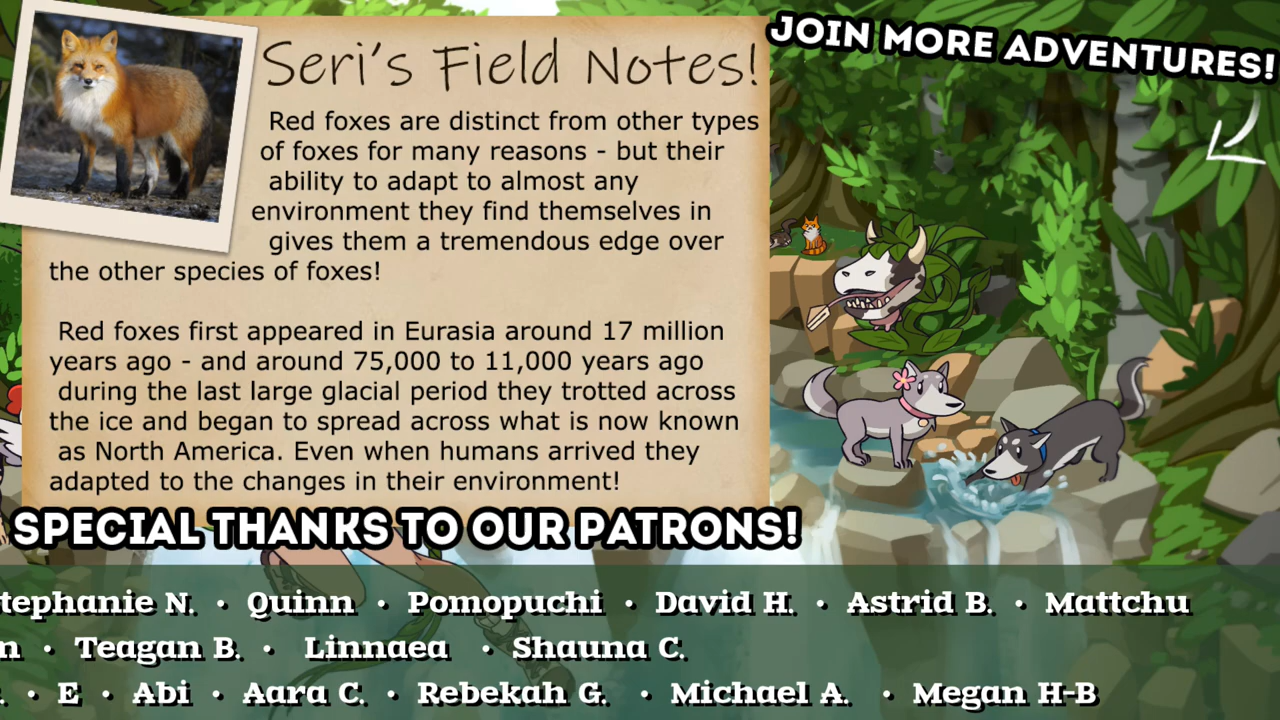 Seri's Field Notes!
JOIN MORE ADVENTURES!
Red foxes are distinct from other types
of foxes for many reasons - but their
ability to adapt to almost any
environment they find themselves in
gives them a tremendous edge over
the other species of foxes!
Red foxes first appeared in Eurasia around 17 million
years ago - and around 75,000 to 11,000 years ago
during the last large glacial period they trotted across
the ice and began to spread across what is now known
as North America. Even when humans arrived they
adapted to the changes in their environment!
SPECIAL THANKS TO OUR PATRONS!
tephanie N. • Quinn • Pomopuchi • David H. • Astrid B. • Mattchu
n • Teagan B. • Linnaea • Shauna C.
. • E • Abi • Aara C. • Rebekah G. • Michael A. • Megan H-B